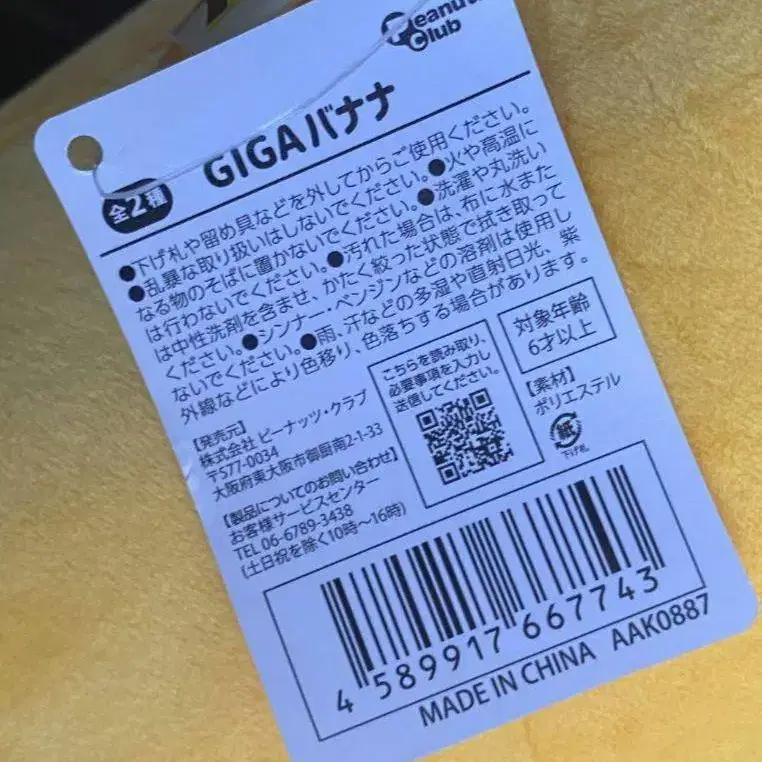 Peanuts
Club
GIGAバナナ
全2種
●下げ札や留め具などを外してからご使用ください。
●乱暴な取り扱いはしないでください。●火や高温に
なる物のそばに置かないでください。●洗濯や丸洗い
は行わないでください。●汚れた場合は、布に水また
は中性洗剤を含ませ、かたく絞った状態で拭き取って
ください。●シンナー・ベンジンなどの溶剤は使用し
ないでください。●雨、汗などの多湿や直射日光、紫
外線などにより色移り、色落ちする場合があります。
【発売元】
株式会社 ピーナッツ・クラブ
〒577-0034
大阪府東大阪市御厨南2-1-33
【製品についてのお問い合わせ】
お客様サービスセンター
TEL 06-6789-3438
(土日祝を除く10時～16時)
こちらを読み取り、
必要事項を入力し
送信してください。
対象年齢
6才以上
【素材】
ポリエステル
紙
下げ札
4 589917 667743
MADE IN CHINA AAK0887